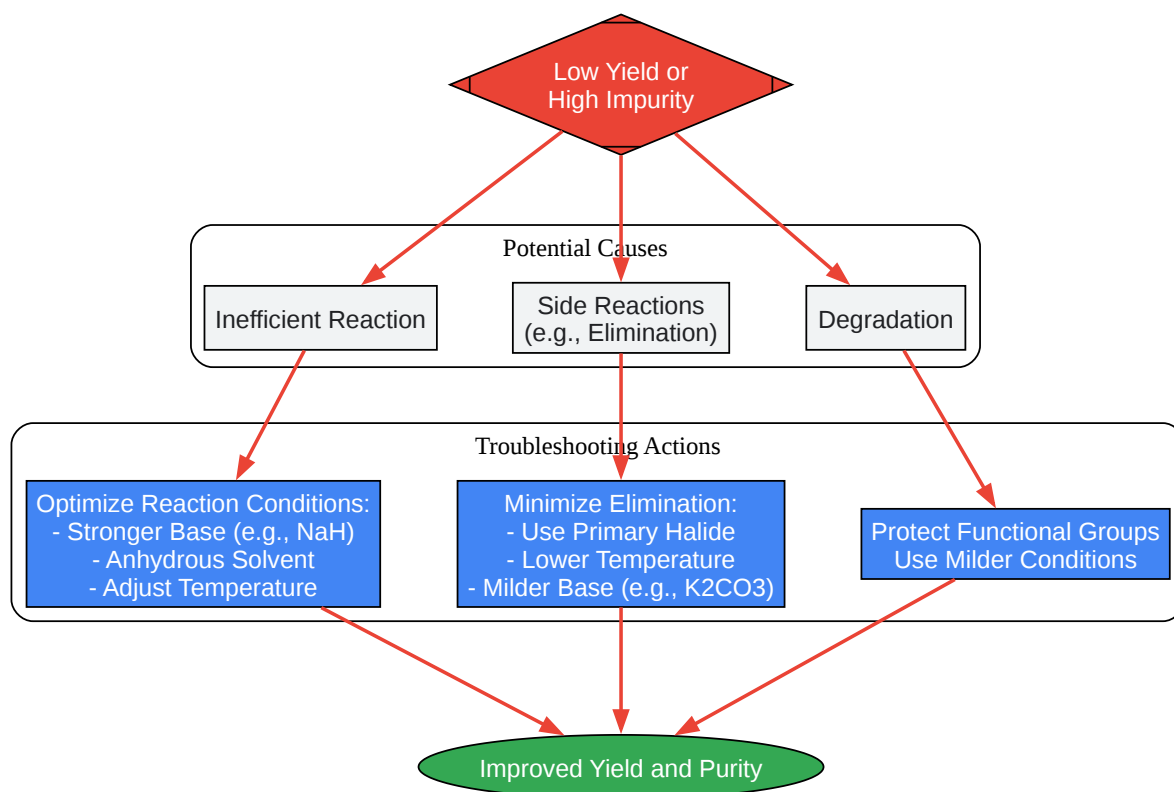 Low Yield or
High Impurity
Potential Causes
Inefficient Reaction
Side Reactions
(e.g., Elimination)
Degradation
Troubleshooting Actions
Optimize Reaction Conditions:
- Stronger Base (e.g., NaH)
- Anhydrous Solvent
- Adjust Temperature
Minimize Elimination:
- Use Primary Halide
- Lower Temperature
- Milder Base (e.g., K2CO3)
Protect Functional Groups
Use Milder Conditions
Improved Yield and Purity